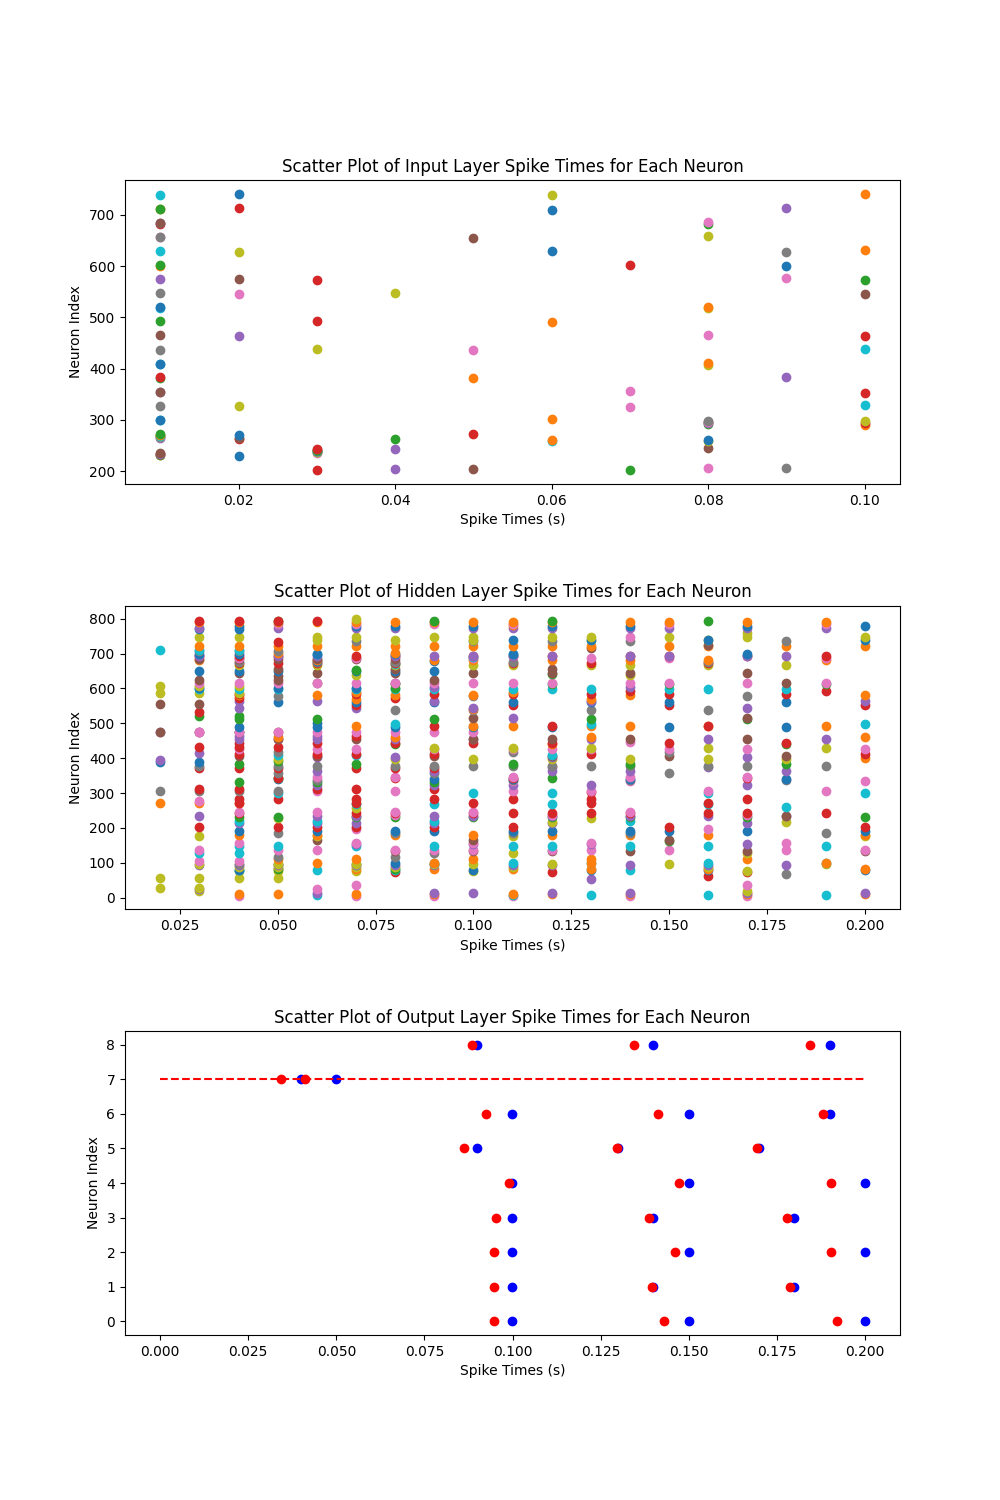 Scatter Plot of Input Layer Spike Times for Each Neuron
Neuron Index
700
600
500
400
300
200
0.02 0.04 0.06 0.08 0.10
Spike Times (s)
Scatter Plot of Hidden Layer Spike Times for Each Neuron
Neuron Index
800
700
600
500
400
300
200
100
0
0.025 0.050 0.075 0.100 0.125 0.150 0.175 0.200
Spike Times (s)
Scatter Plot of Output Layer Spike Times for Each Neuron
Neuron Index
8
7
6
5
4
3
2
1
0
0.000 0.025 0.050 0.075 0.100 0.125 0.150 0.175 0.200
Spike Times (s)